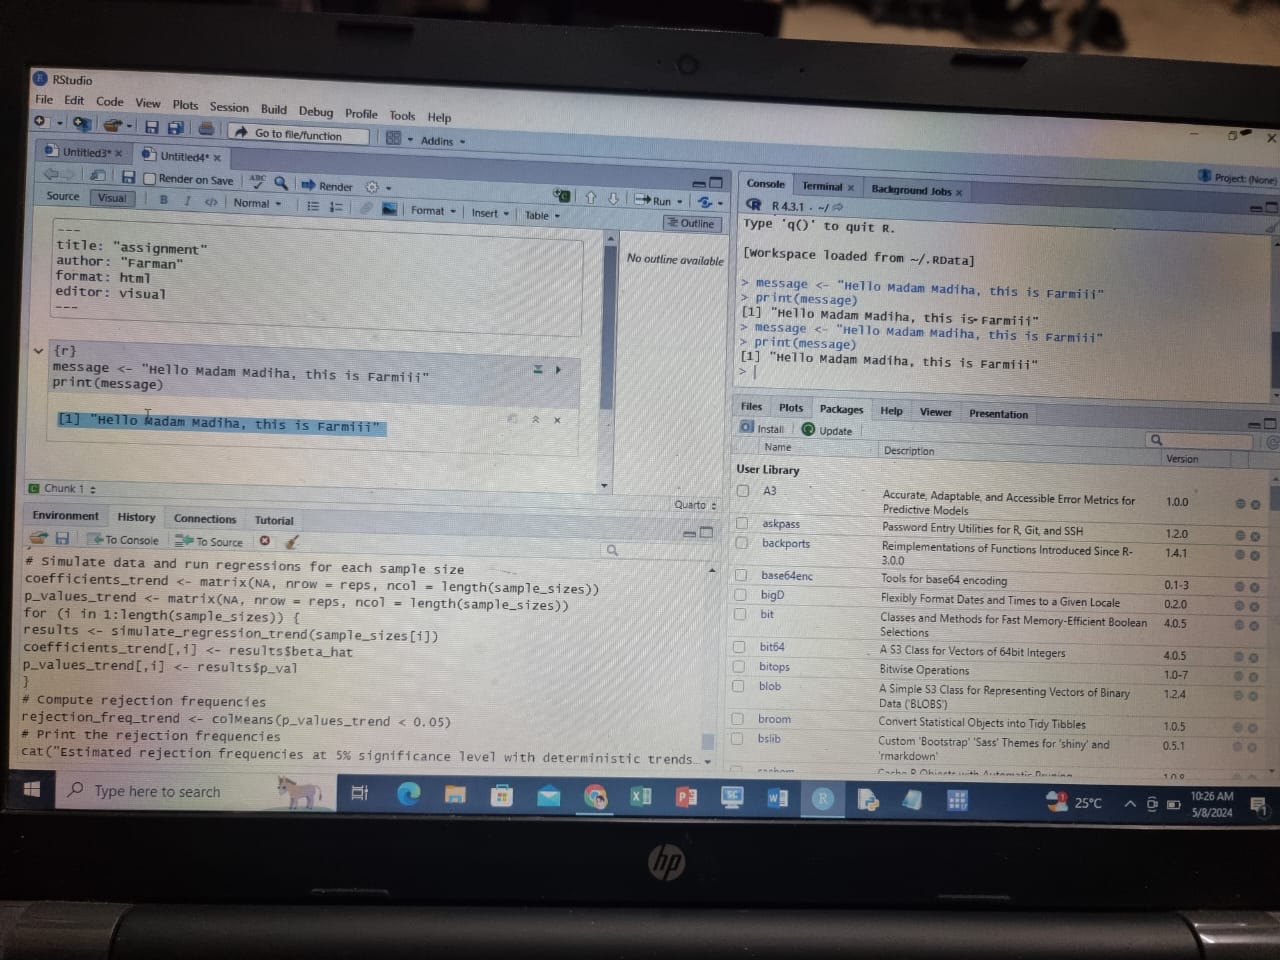 RStudio
File Edit Code View Plots Session Build Debug Profile Tools Help
Go to file/function Addins
Project: (None)
Untitled3* × Untitled4* ×
Render on Save ABC Render Run
Source Visual B I </> Normal Format Insert Table Outline
---
title: "assignment"
author: "Farman"
format: html
editor: visual
---
No outline available
{r}
message <- "Hello Madam Madiha, this is Farmiii"
print(message)
[1] "Hello Madam Madiha, this is Farmiii"
Chunk 1
Quarto
Console Terminal × Background Jobs ×
R 4.3.1 · ~/
Type 'q()' to quit R.
[Workspace loaded from ~/.RData]
> message <- "Hello Madam Madiha, this is Farmiii"
> print(message)
[1] "Hello Madam Madiha, this is Farmiii"
> message <- "Hello Madam Madiha, this is Farmiii"
> print(message)
[1] "Hello Madam Madiha, this is Farmiii"
>
Environment History Connections Tutorial
To Console To Source
# Simulate data and run regressions for each sample size
coefficients_trend <- matrix(NA, nrow = reps, ncol = length(sample_sizes))
p_values_trend <- matrix(NA, nrow = reps, ncol = length(sample_sizes))
for (i in 1:length(sample_sizes)) {
results <- simulate_regression_trend(sample_sizes[i])
coefficients_trend[,i] <- results$beta_hat
p_values_trend[,i] <- results$p_val
}
# Compute rejection frequencies
rejection_freq_trend <- colMeans(p_values_trend < 0.05)
# Print the rejection frequencies
cat("Estimated rejection frequencies at 5% significance level with deterministic trends…
Files Plots Packages Help Viewer Presentation
Install Update
Name Description Version
User Library
A3 Accurate, Adaptable, and Accessible Error Metrics for Predictive Models 1.0.0
askpass Password Entry Utilities for R, Git, and SSH 1.2.0
backports Reimplementations of Functions Introduced Since R-3.0.0 1.4.1
base64enc Tools for base64 encoding 0.1-3
bigD Flexibly Format Dates and Times to a Given Locale 0.2.0
bit Classes and Methods for Fast Memory-Efficient Boolean Selections 4.0.5
bit64 A S3 Class for Vectors of 64bit Integers 4.0.5
bitops Bitwise Operations 1.0-7
blob A Simple S3 Class for Representing Vectors of Binary Data ('BLOBS') 1.2.4
broom Convert Statistical Objects into Tidy Tibbles 1.0.5
bslib Custom 'Bootstrap' 'Sass' Themes for 'shiny' and 'rmarkdown' 0.5.1
Type here to search
25°C
10:26 AM
5/8/2024
hp